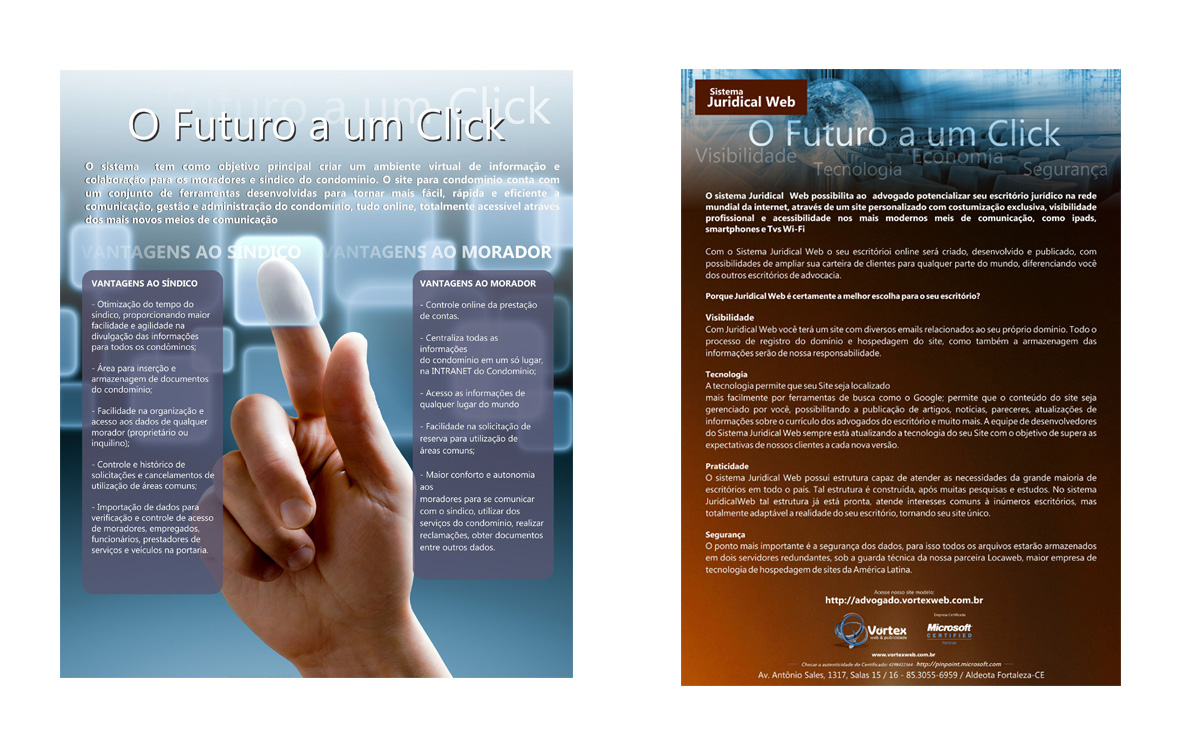 O Futuro a um Click
O sistema tem como objetivo principal criar um ambiente virtual de informação e
colaboração para os moradores e síndico do condomínio. O site para condomínio conta com
um conjunto de ferramentas desenvolvidas para tornar mais fácil, rápida e eficiente a
comunicação, gestão e administração do condomínio, tudo online, totalmente acessível através
dos mais novos meios de comunicação
VANTAGENS AO SÍNDICO
VANTAGENS AO SÍNDICO
- Otimização do tempo do
síndico, proporcionando maior
facilidade e agilidade na
divulgação das informações
para todos os condôminos;
- Área para inserção e
armazenagem de documentos
do condomínio;
- Facilidade na organização e
acesso aos dados de qualquer
morador (proprietário ou
inquilino);
- Controle e histórico de
solicitações e cancelamentos de
utilização de áreas comuns;
- Importação de dados para
verificação e controle de acesso
de moradores, empregados,
funcionários, prestadores de
serviços e veículos na portaria.
VANTAGENS AO MORADOR
VANTAGENS AO MORADOR
- Controle online da prestação
de contas.
- Centraliza todas as
informações
do condomínio em um só lugar,
na INTRANET do Condomínio;
- Acesso as informações de
qualquer lugar do mundo
- Facilidade na solicitação de
reserva para utilização de
áreas comuns;
- Maior conforto e autonomia
aos
moradores para se comunicar
com o síndico, utilizar dos
serviços do condomínio, realizar
reclamações, obter documentos
entre outros dados.
Sistema
Juridical Web
O Futuro a um Click
Visibilidade
Tecnologia
Economia
Segurança
O sistema Juridical Web possibilita ao advogado potencializar seu escritório jurídico na rede
mundial da internet, através de um site personalizado com costumização exclusiva, visibilidade
profissional e acessibilidade nos mais modernos meis de comunicação, como ipads,
smartphones e Tvs Wi-Fi
Com o Sistema Juridical Web o seu escritórioi online será criado, desenvolvido e publicado, com
possibilidades de ampliar sua carteira de clientes para qualquer parte do mundo, diferenciando você
dos outros escritórios de advocacia.
Porque Juridical Web é certamente a melhor escolha para o seu escritório?
Visibilidade
Com Juridical Web você terá um site com diversos emails relacionados ao seu próprio domínio. Todo o
processo de registro do domínio e hospedagem do site, como também a armazenagem das
informações serão de nossa responsabilidade.
Tecnologia
A tecnologia permite que seu Site seja localizado
mais facilmente por ferramentas de busca como o Google; permite que o conteúdo do site seja
gerenciado por você, possibilitando a publicação de artigos, noticias, pareceres, atualizações de
informações sobre o currículo dos advogados do escritório e muito mais. A equipe de desenvolvedores
do Sistema Juridical Web sempre está atualizando a tecnologia do seu Site com o objetivo de supera as
expectativas de nossos clientes a cada nova versão.
Praticidade
O sistema Juridical Web possui estrutura capaz de atender as necessidades da grande maioria de
escritórios em todo o país. Tal estrutura é construida, após muitas pesquisas e estudos. No sistema
JuridicalWeb tal estrutura já está pronta, atende interesses comuns à inúmeros escritórios, mas
totalmente adaptável a realidade do seu escritório, tornando seu site único.
Segurança
O ponto mais importante é a segurança dos dados, para isso todos os arquivos estarão armazenados
em dois servidores redundantes, sob a guarda técnica da nossa parceira Locaweb, maior empresa de
tecnologia de hospedagem de sites da América Latina.
Acesse nosso site modelo:
http://advogado.vortexweb.com.br
Vortex
web & publicidade
Empresa Certificada
Microsoft
CERTIFIED
Partner
www.vortexweb.com.br
Checar a autenticidade do Certificado: 4298422364 - http://pinpoint.microsoft.com
Av. Antônio Sales, 1317, Salas 15 / 16 - 85.3055-6959 / Aldeota Fortaleza-CE